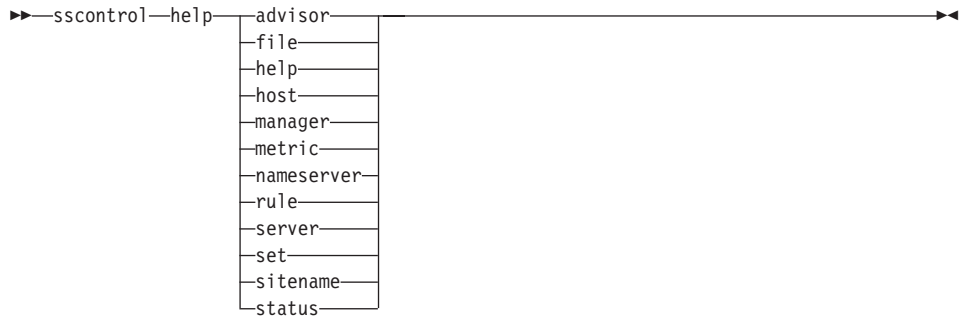 sscontrol help advisor
file
help
host
manager
metric
nameserver
rule
server
set
sitename
status